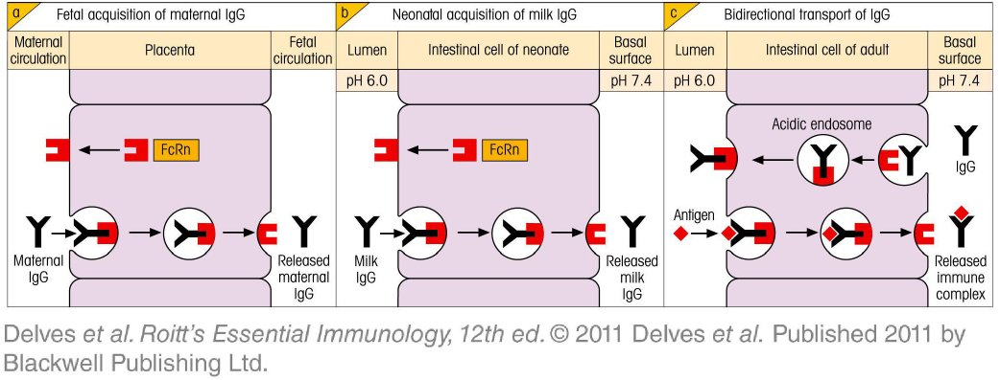 a
Fetal acquisition of maternal IgG
Maternal
circulation
Placenta
Fetal
circulation
FcRn
Maternal
IgG
Released
maternal
IgG
b
Neonatal acquisition of milk IgG
Lumen
Intestinal cell of neonate
Basal
surface
pH 6.0
pH 7.4
FcRn
Milk
IgG
Released
milk
IgG
c
Bidirectional transport of IgG
Lumen
Intestinal cell of adult
Basal
surface
pH 6.0
pH 7.4
Acidic endosome
IgG
Antigen
Released
immune
complex
Delves et al. Roitt's Essential Immunology, 12th ed. © 2011 Delves et al. Published 2011 by
Blackwell Publishing Ltd.